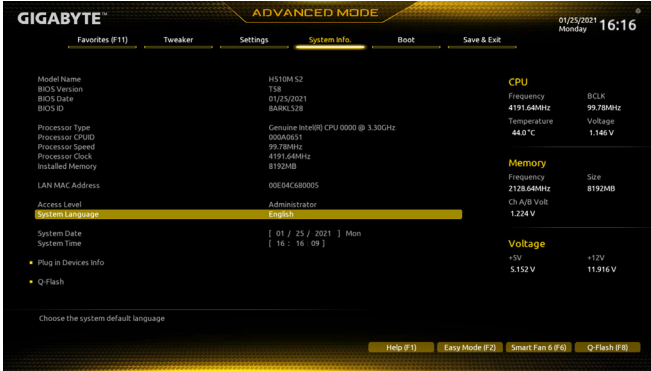 GIGABYTE™
ADVANCED MODE
01/25/2021
Monday
16:16
Favorites (F11) Tweaker Settings System Info. Boot Save & Exit
Model Name H510M S2
BIOS Version T58
BIOS Date 01/25/2021
BIOS ID 8ARKL528
Processor Type Genuine Intel(R) CPU 0000 @ 3.30GHz
Processor CPUID 000A0651
Processor Speed 99.78MHz
Processor Clock 4191.64MHz
Installed Memory 8192MB
LAN MAC Address 00E04C680005
Access Level Administrator
System Language English
System Date [ 01 / 25 / 2021 ] Mon
System Time [ 16 : 16 : 09 ]
Plug in Devices Info
Q-Flash
Choose the system default language
CPU
Frequency BCLK
4191.64MHz 99.78MHz
Temperature Voltage
44.0 °C 1.146 V
Memory
Frequency Size
2128.64MHz 8192MB
Ch A/B Volt
1.224 V
Voltage
+5V +12V
5.152 V 11.916 V
Help (F1) Easy Mode (F2) Smart Fan 6 (F6) Q-Flash (F8)